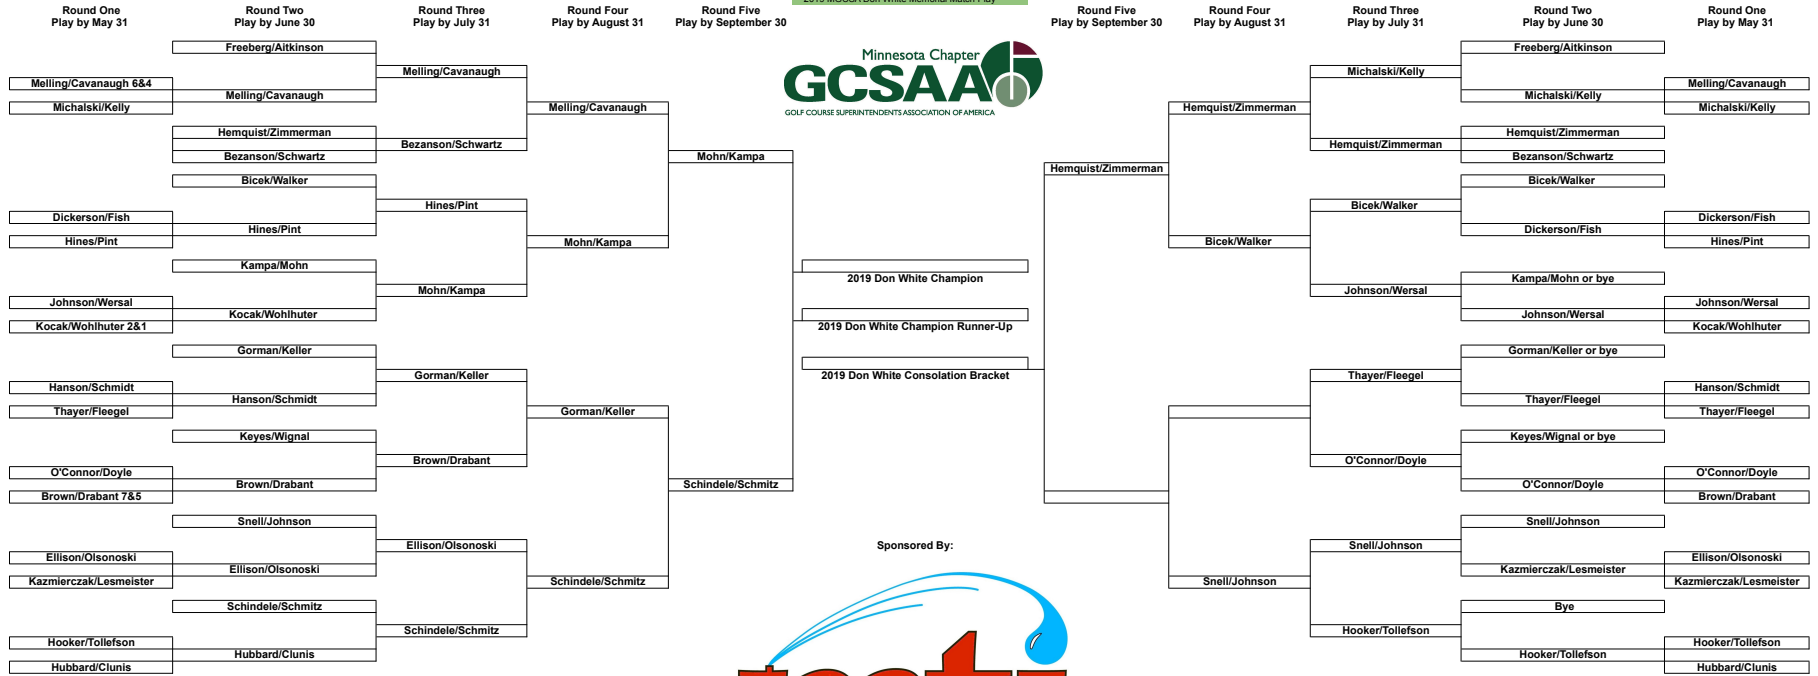 Round One
Play by May 31
Round Two
Play by June 30
Round Three
Play by July 31
Round Four
Play by August 31
Round Five
Play by September 30
2019 MGCSA Don White Memorial Match Play
Round Five
Play by September 30
Round Four
Play by August 31
Round Three
Play by July 31
Round Two
Play by June 30
Round One
Play by May 31
Melling/Cavanaugh 6&4
Michalski/Kelly
Dickerson/Fish
Hines/Pint
Johnson/Wersal
Kocak/Wohlhuter 2&1
Hanson/Schmidt
Thayer/Fleegel
O'Connor/Doyle
Brown/Drabant 7&5
Ellison/Olsonoski
Kazmierczak/Lesmeister
Hooker/Tollefson
Hubbard/Clunis
Freeberg/Aitkinson
Melling/Cavanaugh
Hemquist/Zimmerman
Bezanson/Schwartz
Bicek/Walker
Hines/Pint
Kampa/Mohn
Kocak/Wohlhuter
Gorman/Keller
Hanson/Schmidt
Keyes/Wignal
Brown/Drabant
Snell/Johnson
Ellison/Olsonoski
Schindele/Schmitz
Hubbard/Clunis
Melling/Cavanaugh
Bezanson/Schwartz
Hines/Pint
Mohn/Kampa
Gorman/Keller
Brown/Drabant
Ellison/Olsonoski
Schindele/Schmitz
Melling/Cavanaugh
Mohn/Kampa
Gorman/Keller
Schindele/Schmitz
Mohn/Kampa
Schindele/Schmitz
Minnesota Chapter
GCSAA
GOLF COURSE SUPERINTENDENTS ASSOCIATION OF AMERICA
2019 Don White Champion
2019 Don White Champion Runner-Up
2019 Don White Consolation Bracket
Sponsored By:
Hemquist/Zimmerman
Hemquist/Zimmerman
Bicek/Walker
Snell/Johnson
Michalski/Kelly
Hemquist/Zimmerman
Bicek/Walker
Johnson/Wersal
Thayer/Fleegel
O'Connor/Doyle
Snell/Johnson
Hooker/Tollefson
Freeberg/Aitkinson
Michalski/Kelly
Hemquist/Zimmerman
Bezanson/Schwartz
Bicek/Walker
Dickerson/Fish
Kampa/Mohn or bye
Johnson/Wersal
Gorman/Keller or bye
Thayer/Fleegel
Keyes/Wignal or bye
O'Connor/Doyle
Snell/Johnson
Kazmierczak/Lesmeister
Bye
Hooker/Tollefson
Melling/Cavanaugh
Michalski/Kelly
Dickerson/Fish
Hines/Pint
Johnson/Wersal
Kocak/Wohlhuter
Hanson/Schmidt
Thayer/Fleegel
O'Connor/Doyle
Brown/Drabant
Ellison/Olsonoski
Kazmierczak/Lesmeister
Hooker/Tollefson
Hubbard/Clunis